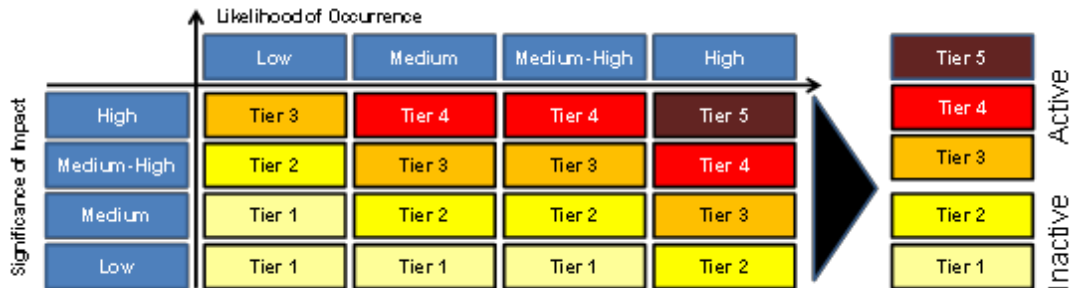 Likelihood of Occurrence
Low Medium Medium-High High Tier 5
High Tier 3 Tier 4 Tier 4 Tier 5 Tier 4
Medium-High Tier 2 Tier 3 Tier 3 Tier 4 Tier 3
Medium Tier 1 Tier 2 Tier 2 Tier 3 Tier 2
Low Tier 1 Tier 1 Tier 1 Tier 2 Tier 1
Significance of Impact
Active
Inactive